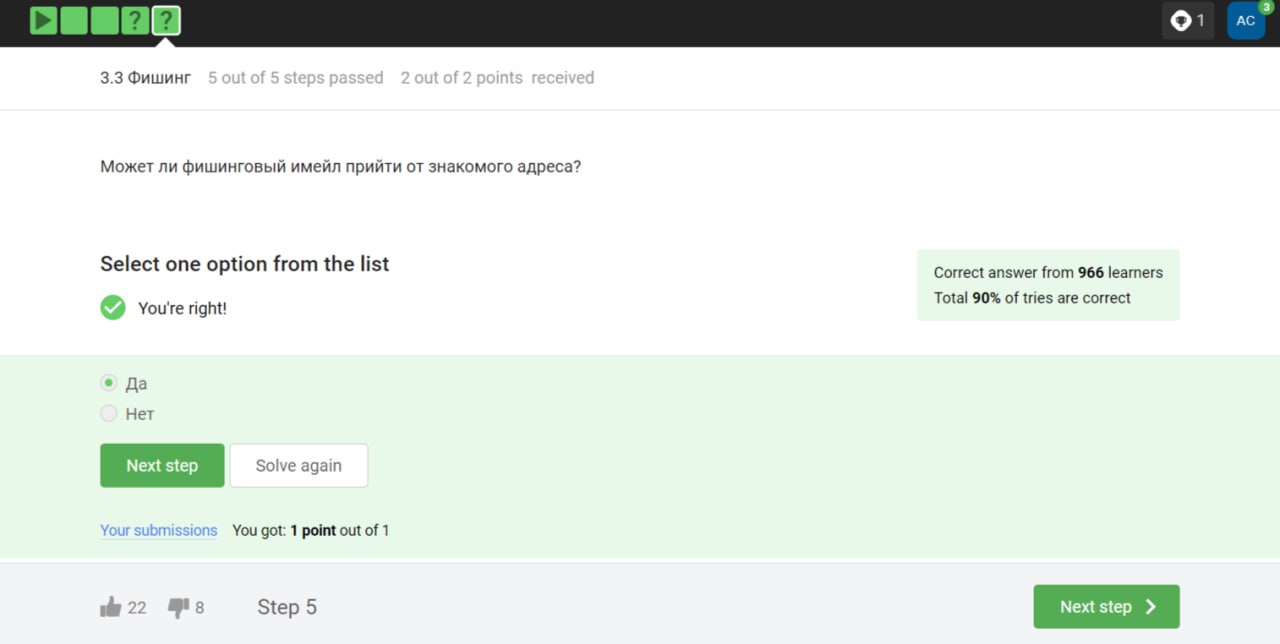 ? ? 1 AC 3
3.3 Фишинг 5 out of 5 steps passed 2 out of 2 points received
Может ли фишинговый имейл прийти от знакомого адреса?
Select one option from the list
You're right!
Correct answer from 966 learners
Total 90% of tries are correct
Да
Нет
Next step Solve again
Your submissions You got: 1 point out of 1
22 8 Step 5 Next step